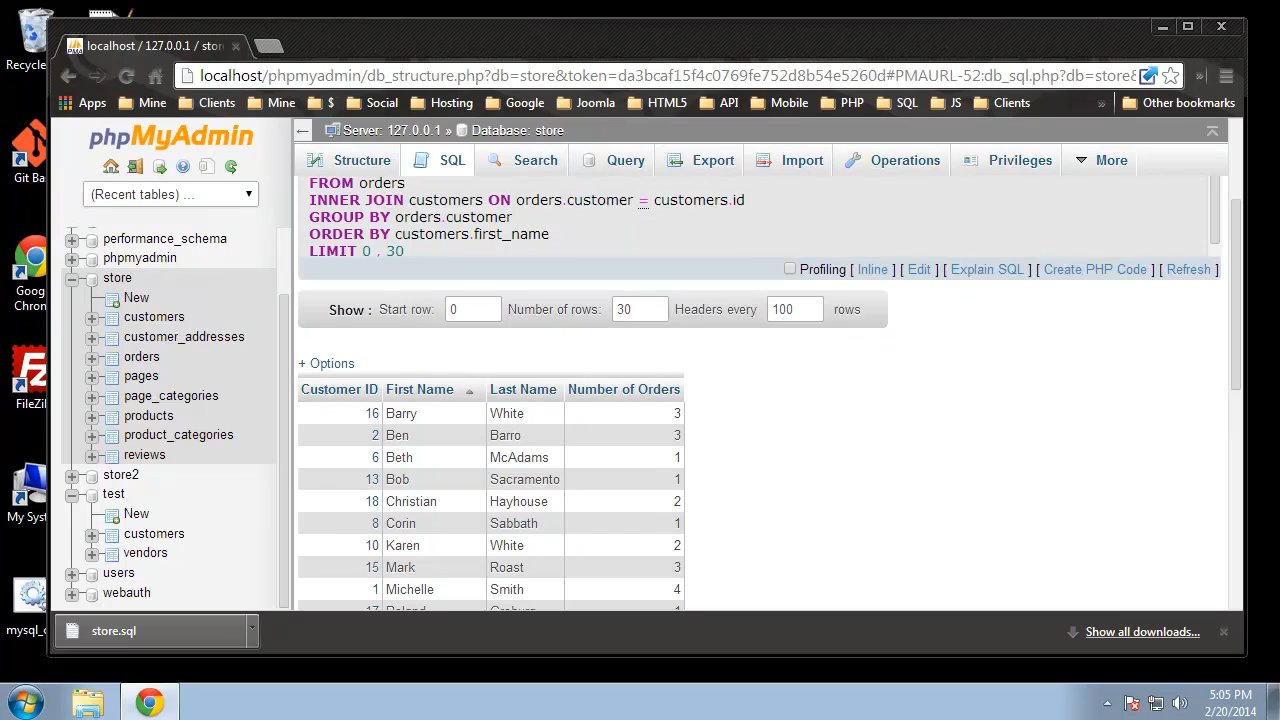 Recycle
localhost / 127.0.0.1 / stor
localhost/phpmyadmin/db_structure.php?db=store&token=da3bcaf15f4c0769fe752d8b54e52f0d#PMAURL-52:db_sql.php?db=store&
Apps Mine Clients Mine $ Social Hosting Google Joomla HTML5 API Mobile PHP SQL JS Clients » Other bookmarks
phpMyAdmin
Server: 127.0.0.1 » Database: store
Structure SQL Search Query Export Import Operations Privileges More
(Recent tables) ...
FROM orders
INNER JOIN customers ON orders.customer = customers.id
GROUP BY orders.customer
ORDER BY customers.first_name
LIMIT 0 , 30
Profiling [ Inline ] [ Edit ] [ Explain SQL ] [ Create PHP Code ] [ Refresh ]
Show : Start row: 0 Number of rows: 30 Headers every 100 rows
+ Options
Customer ID First Name Last Name Number of Orders
16 Barry White 3
2 Ben Barro 3
6 Beth McAdams 1
13 Bob Sacramento 1
18 Christian Hayhouse 2
8 Corin Sabbath 1
10 Karen White 2
15 Mark Roast 3
1 Michelle Smith 4
performance_schema
phpmyadmin
store
New
customers
customer_addresses
orders
pages
page_categories
products
product_categories
reviews
store2
test
New
customers
vendors
users
webauth
Git Ba
Goog
Chron
FileZil
My Sys
mysql_c
store.sql
Show all downloads...
5:05 PM
2/20/2014